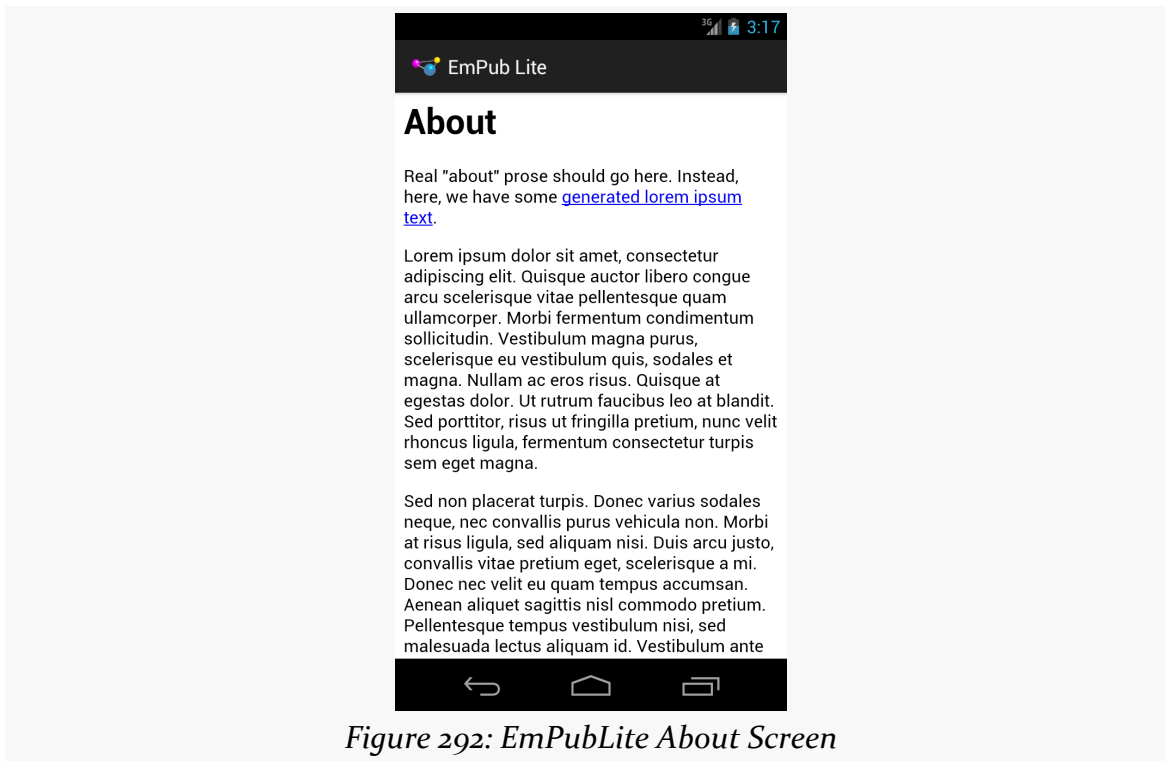 3G 3:17
EmPub Lite
About
Real "about" prose should go here. Instead,
here, we have some generated lorem ipsum
text.
Lorem ipsum dolor sit amet, consectetur
adipiscing elit. Quisque auctor libero congue
arcu scelerisque vitae pellentesque quam
ullamcorper. Morbi fermentum condimentum
sollicitudin. Vestibulum magna purus,
scelerisque eu vestibulum quis, sodales et
magna. Nullam ac eros risus. Quisque at
egestas dolor. Ut rutrum faucibus leo at blandit.
Sed porttitor, risus ut fringilla pretium, nunc velit
rhoncus ligula, fermentum consectetur turpis
sem eget magna.
Sed non placerat turpis. Donec varius sodales
neque, nec convallis purus vehicula non. Morbi
at risus ligula, sed aliquam nisi. Duis arcu justo,
convallis vitae pretium eget, scelerisque a mi.
Donec nec velit eu quam tempus accumsan.
Aenean aliquet sagittis nisl commodo pretium.
Pellentesque tempus vestibulum nisi, sed
malesuada lectus aliquam id. Vestibulum ante
Figure 292: EmPubLite About Screen